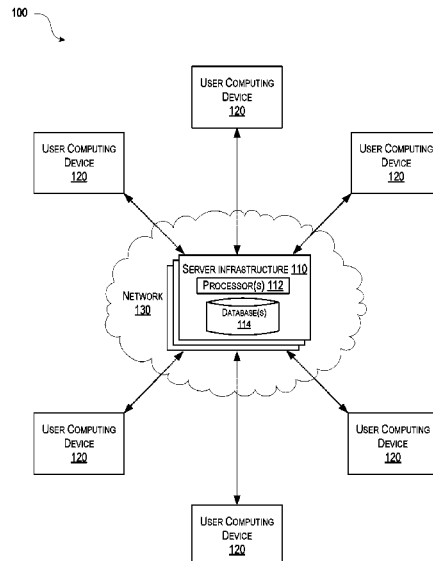 100
USER COMPUTING
DEVICE
120
USER COMPUTING
DEVICE
120
USER COMPUTING
DEVICE
120
SERVER INFRASTRUCTURE 110
PROCESSOR(S) 112
DATABASE(S)
114
NETWORK
130
USER COMPUTING
DEVICE
120
USER COMPUTING
DEVICE
120
USER COMPUTING
DEVICE
120